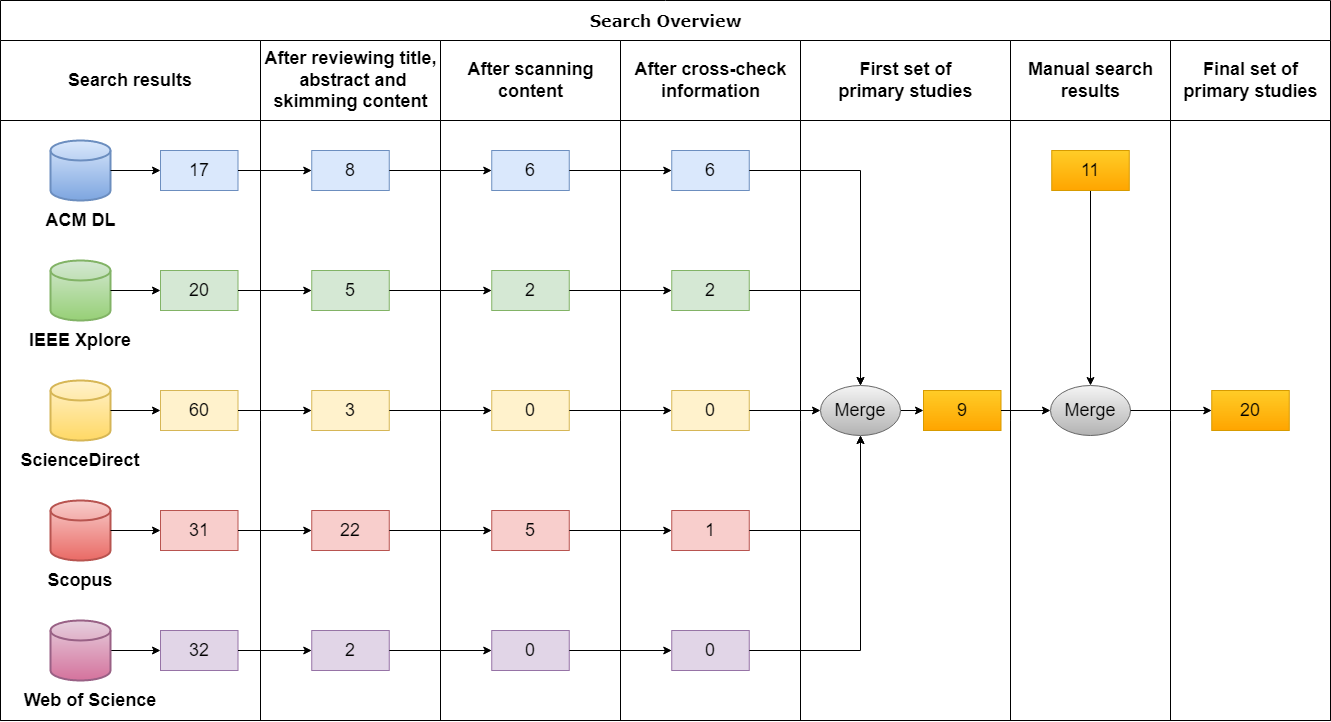 Search Overview
Search results
After reviewing title,
abstract and
skimming content
After scanning
content
After cross-check
information
First set of
primary studies
Manual search
results
Final set of
primary studies
17
8
6
6
11
ACM DL
20
5
2
2
IEEE Xplore
60
3
0
0
Merge
9
Merge
20
ScienceDirect
31
22
5
1
Scopus
32
2
0
0
Web of Science